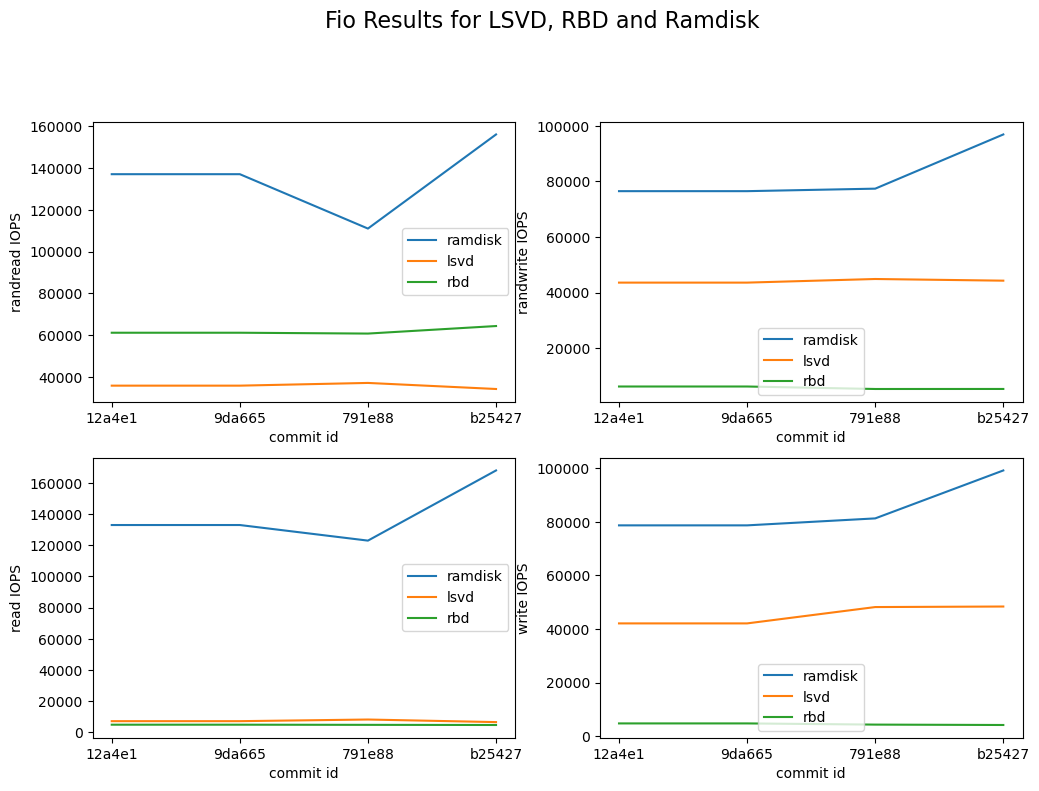 Fio Results for LSVD, RBD and Ramdisk
randread IOPS
160000
140000
120000
100000
80000
60000
40000
ramdisk
lsvd
rbd
12a4e1 9da665 791e88 b25427
commit id
randwrite IOPS
100000
80000
60000
40000
20000
ramdisk
lsvd
rbd
12a4e1 9da665 791e88 b25427
commit id
read IOPS
160000
140000
120000
100000
80000
60000
40000
20000
0
ramdisk
lsvd
rbd
12a4e1 9da665 791e88 b25427
commit id
write IOPS
100000
80000
60000
40000
20000
0
ramdisk
lsvd
rbd
12a4e1 9da665 791e88 b25427
commit id